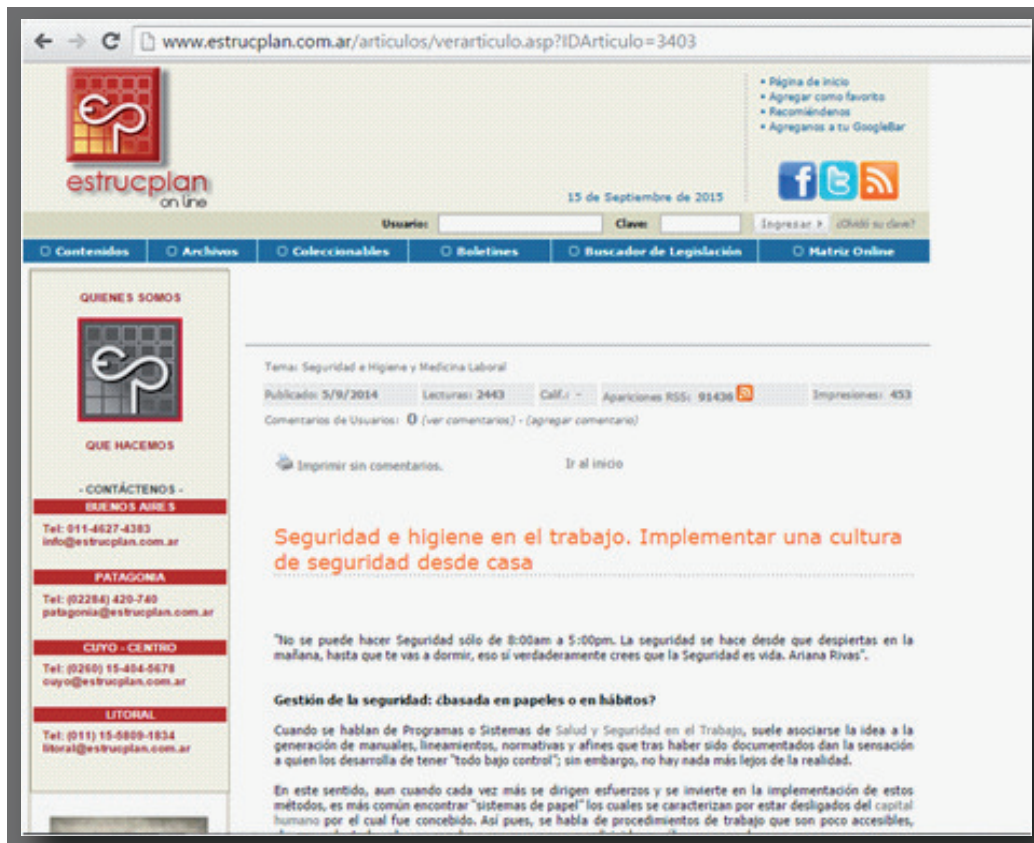 www.estrucplan.com.ar/articulos/verarticulo.asp?IDArticulo=3403
estrucplan
on line
• Página de inicio
• Agregar como favorito
• Recomiéndenos
• Agreganos a tu GoogleBar
15 de Septiembre de 2015
Usuario: Clave: Ingresar ¿Olvidó su clave?
Contenidos Archivos Coleccionables Boletines Buscador de Legislación Matriz Online
QUIENES SOMOS
QUE HACEMOS
- CONTÁCTENOS -
BUENOS AIRES
Tel: 011-4627-4383
info@estrucplan.com.ar
PATAGONIA
Tel: (02284) 420-740
patagonia@estrucplan.com.ar
CUYO - CENTRO
Tel: (0260) 15-404-5678
cuyo@estrucplan.com.ar
LITORAL
Tel: (011) 15-5809-1834
litoral@estrucplan.com.ar
Tema: Seguridad e Higiene y Medicina Laboral
Publicado: 5/9/2014 Lecturas: 2443 Calif.: - Apariciones RSS: 91436 Impresiones: 453
Comentarios de Usuarios: 0 (ver comentarios) - (agregar comentario)
Imprimir sin comentarios. Ir al inicio
Seguridad e higiene en el trabajo. Implementar una cultura
de seguridad desde casa
"No se puede hacer Seguridad sólo de 8:00am a 5:00pm. La seguridad se hace desde que despiertas en la
mañana, hasta que te vas a dormir, eso sí verdaderamente crees que la Seguridad es vida. Ariana Rivas".
Gestión de la seguridad: ¿basada en papeles o en hábitos?
Cuando se hablan de Programas o Sistemas de Salud y Seguridad en el Trabajo, suele asociarse la idea a la
generación de manuales, lineamientos, normativas y afines que tras haber sido documentados dan la sensación
a quien los desarrolla de tener "todo bajo control"; sin embargo, no hay nada más lejos de la realidad.
En este sentido, aun cuando cada vez más se dirigen esfuerzos y se invierte en la implementación de estos
métodos, es más común encontrar "sistemas de papel" los cuales se caracterizan por estar desligados del capital
humano por el cual fue concebido. Así pues, se habla de procedimientos de trabajo que son poco accesibles,